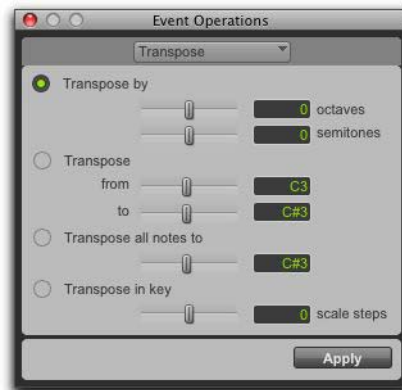 Event Operations
Transpose
Transpose by
0 octaves
0 semitones
Transpose
from C3
to C#3
Transpose all notes to
C#3
Transpose in key
0 scale steps
Apply